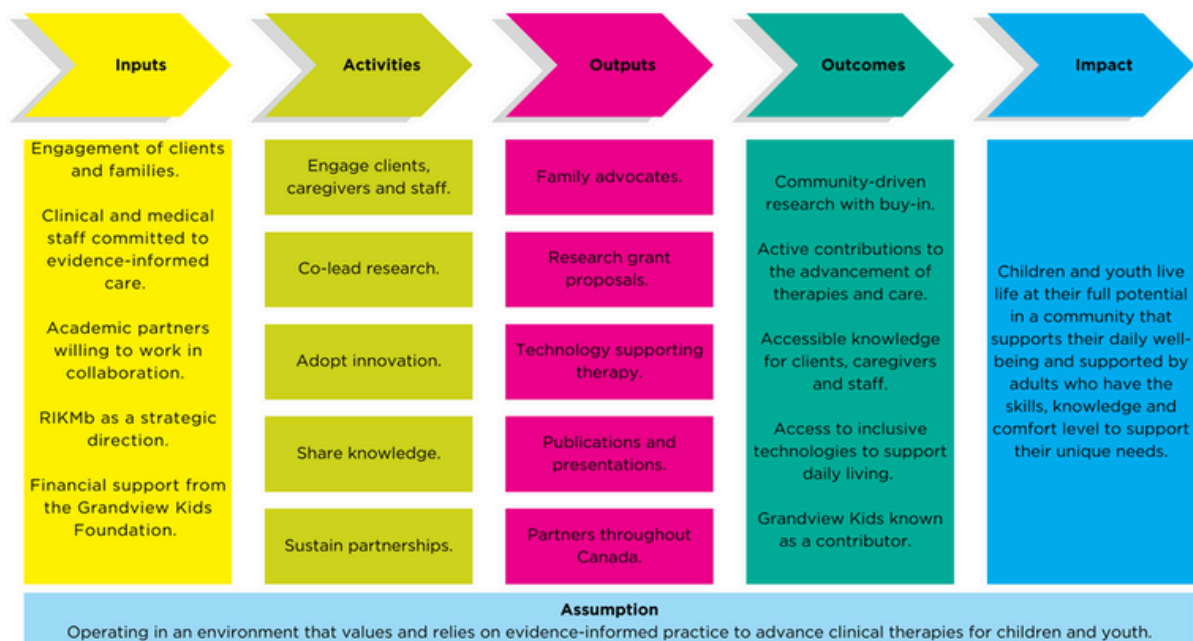 Inputs
Activities
Outputs
Outcomes
Impact
Engagement of clients
and families.
Clinical and medical
staff committed to
evidence-informed
care.
Academic partners
willing to work in
collaboration.
RIKMb as a strategic
direction.
Financial support from
the Grandview Kids
Foundation.
Engage clients,
caregivers and staff.
Co-lead research.
Adopt innovation.
Share knowledge.
Sustain partnerships.
Family advocates.
Research grant
proposals.
Technology supporting
therapy.
Publications and
presentations.
Partners throughout
Canada.
Community-driven
research with buy-in.
Active contributions to
the advancement of
therapies and care.
Accessible knowledge
for clients, caregivers
and staff.
Access to inclusive
technologies to support
daily living.
Grandview Kids known
as a contributor.
Children and youth live
life at their full potential
in a community that
supports their daily well-
being and supported by
adults who have the
skills, knowledge and
comfort level to support
their unique needs.
Assumption
Operating in an environment that values and relies on evidence-informed practice to advance clinical therapies for children and youth.